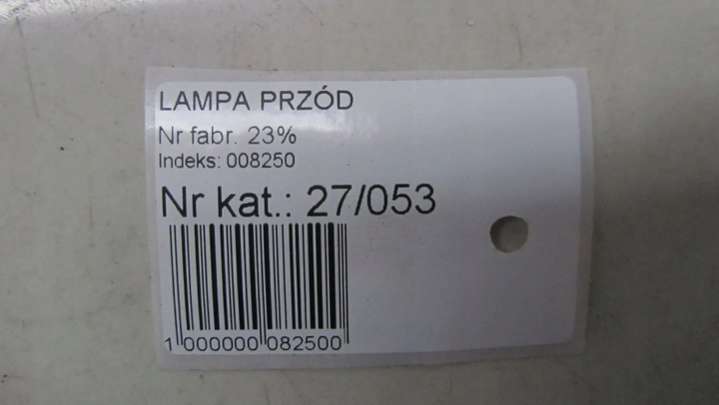 LAMPA PRZÓD
Nr fabr. 23%
Indeks: 008250
Nr kat.: 27/053
1 000000 082500